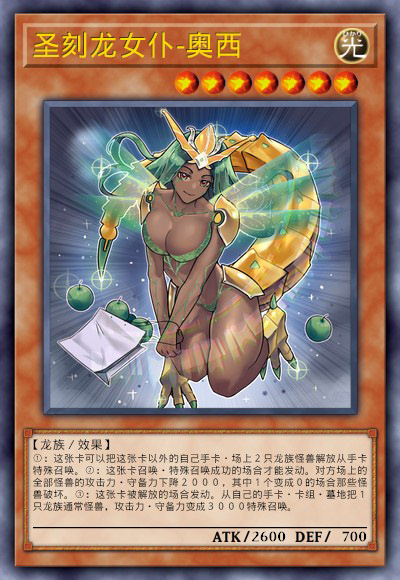 圣刻龙女仆-奥西
光
【龙族/效果】
①：这张卡可以把这张卡以外的自己手卡·场上2只龙族怪兽解放从手卡
特殊召唤。②：这张卡召唤·特殊召唤成功的场合才能发动。对方场上的
全部怪兽的攻击力·守备力下降2000，其中1个变成0的场合那些怪
兽破坏。③：这张卡被解放的场合发动。从自己的手卡·卡组·墓地把1
只龙族通常怪兽，攻击力·守备力变成3000特殊召唤。
ATK/2600 DEF/ 700